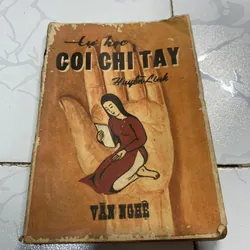 Tự học
COI CHỈ TAY
Huyền Linh
VĂN NGHỆ